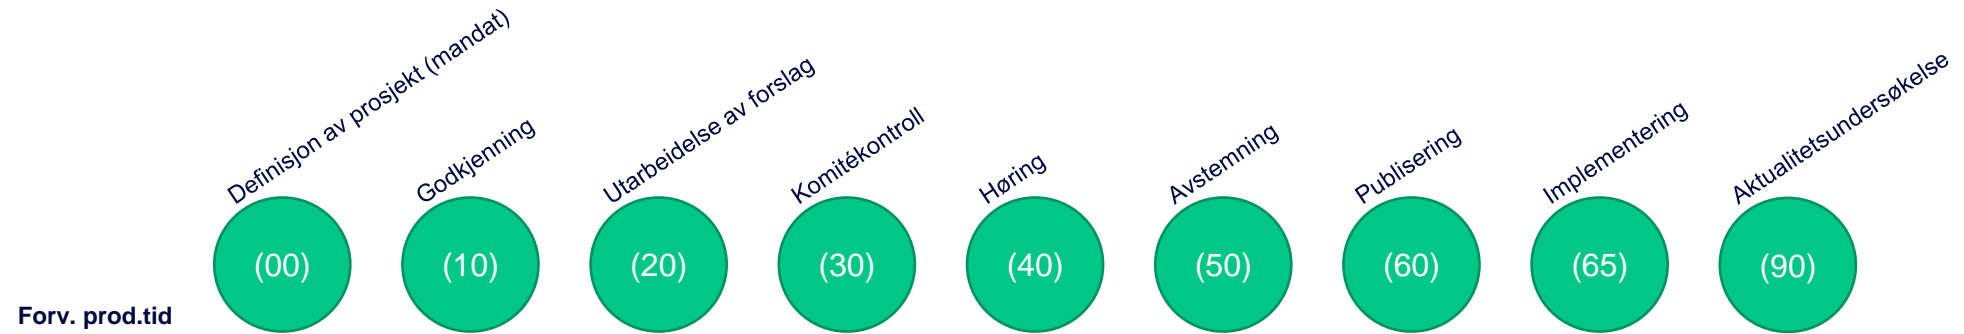 Definisjon av prosjekt (mandat)
Godkjenning
Utarbeidelse av forslag
Komitékontroll
Høring
Avstemning
Publisering
Implementering
Aktualitetsundersøkelse
(00)
(10)
(20)
(30)
(40)
(50)
(60)
(65)
(90)
Forv. prod.tid